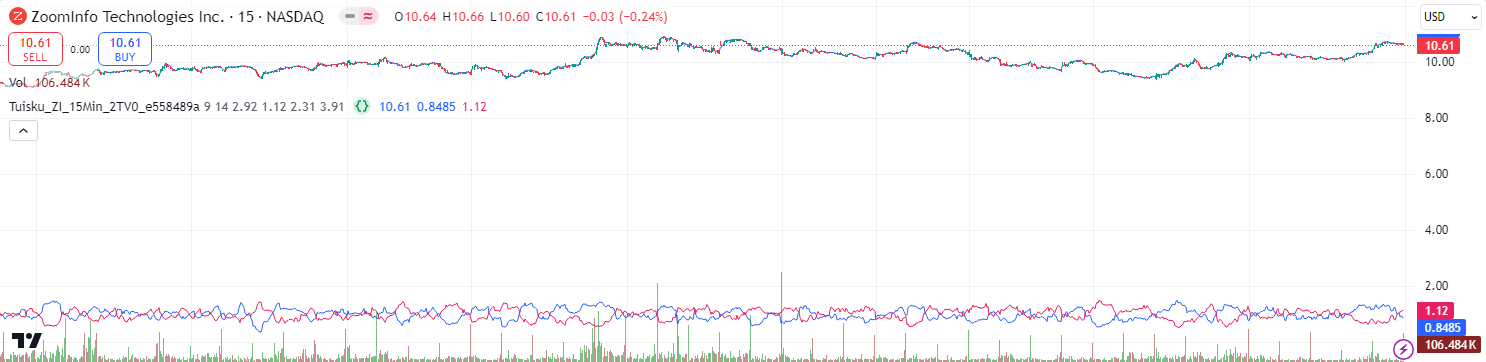 ZoomInfo Technologies Inc. · 15 · NASDAQ O10.64 H10.66 L10.60 C10.61 −0.03 (−0.24%)
USD
10.61 SELL
0.00
10.61 BUY
Vol 106.484K
Tuisku_ZI_15Min_2TV0_e558489a 9 14 2.92 1.12 2.31 3.91 {} 10.61 0.8485 1.12
10.61
10.00
8.00
6.00
4.00
2.00
1.12
0.8485
106.484K